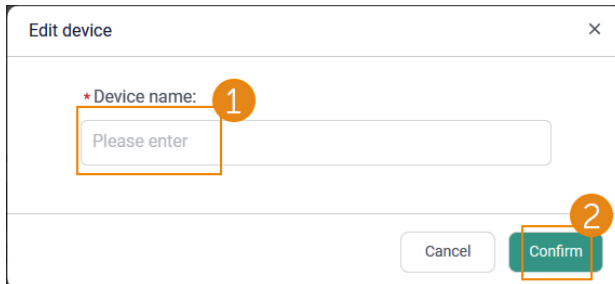 Edit device
* Device name:
1
Please enter
2
Cancel
Confirm